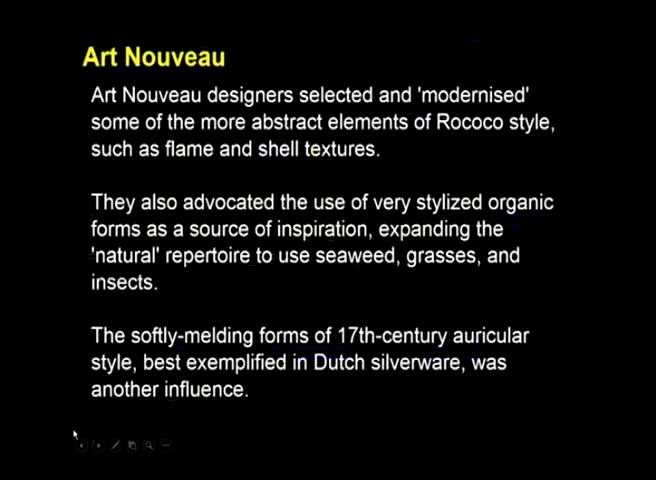 Art Nouveau
Art Nouveau designers selected and 'modernised'
some of the more abstract elements of Rococo style,
such as flame and shell textures.
They also advocated the use of very stylized organic
forms as a source of inspiration, expanding the
'natural' repertoire to use seaweed, grasses, and
insects.
The softly-melding forms of 17th-century auricular
style, best exemplified in Dutch silverware, was
another influence.